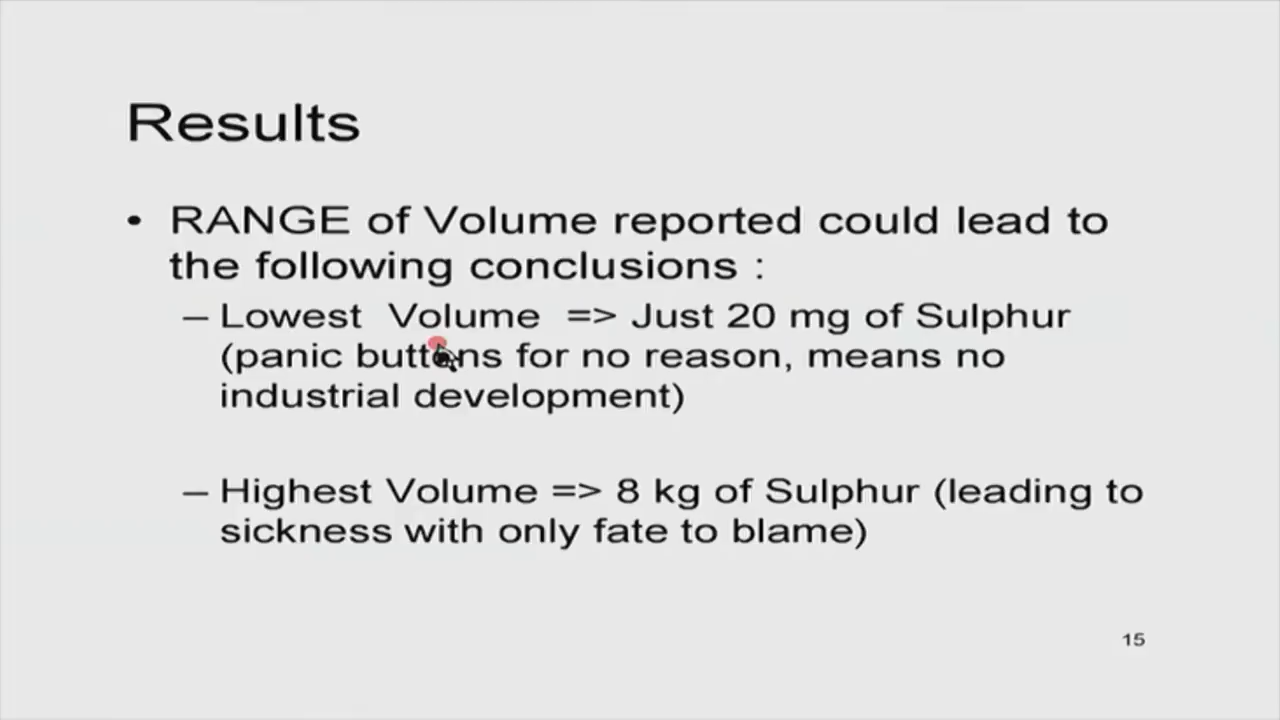 Results
• RANGE of Volume reported could lead to
the following conclusions :
– Lowest Volume => Just 20 mg of Sulphur
(panic buttons for no reason, means no
industrial development)
– Highest Volume => 8 kg of Sulphur (leading to
sickness with only fate to blame)
15